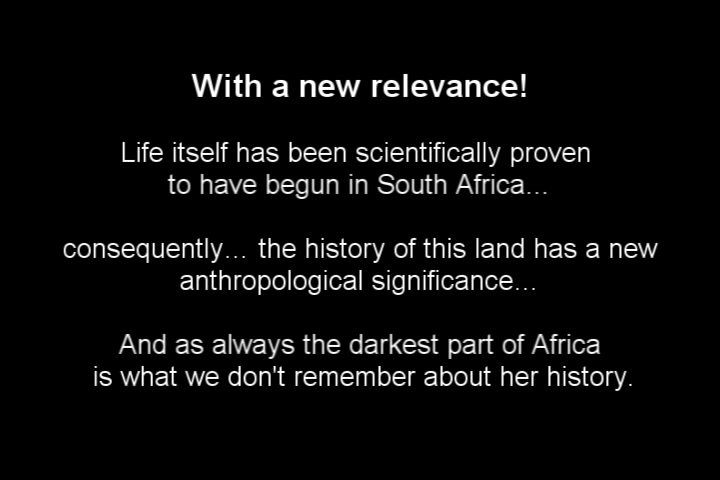 With a new relevance!
Life itself has been scientifically proven
to have begun in South Africa...
consequently... the history of this land has a new
anthropological significance...
And as always the darkest part of Africa
is what we don't remember about her history.